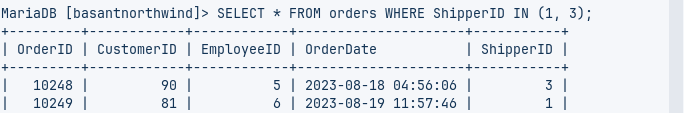 MariaDB [basantnorthwind]> SELECT * FROM orders WHERE ShipperID IN (1, 3);
+---------+------------+------------+---------------------+-----------+
| OrderID | CustomerID | EmployeeID | OrderDate           | ShipperID |
+---------+------------+------------+---------------------+-----------+
|   10248 |         90 |          5 | 2023-08-18 04:56:06 |         3 |
|   10249 |         81 |          6 | 2023-08-19 11:57:46 |         1 |